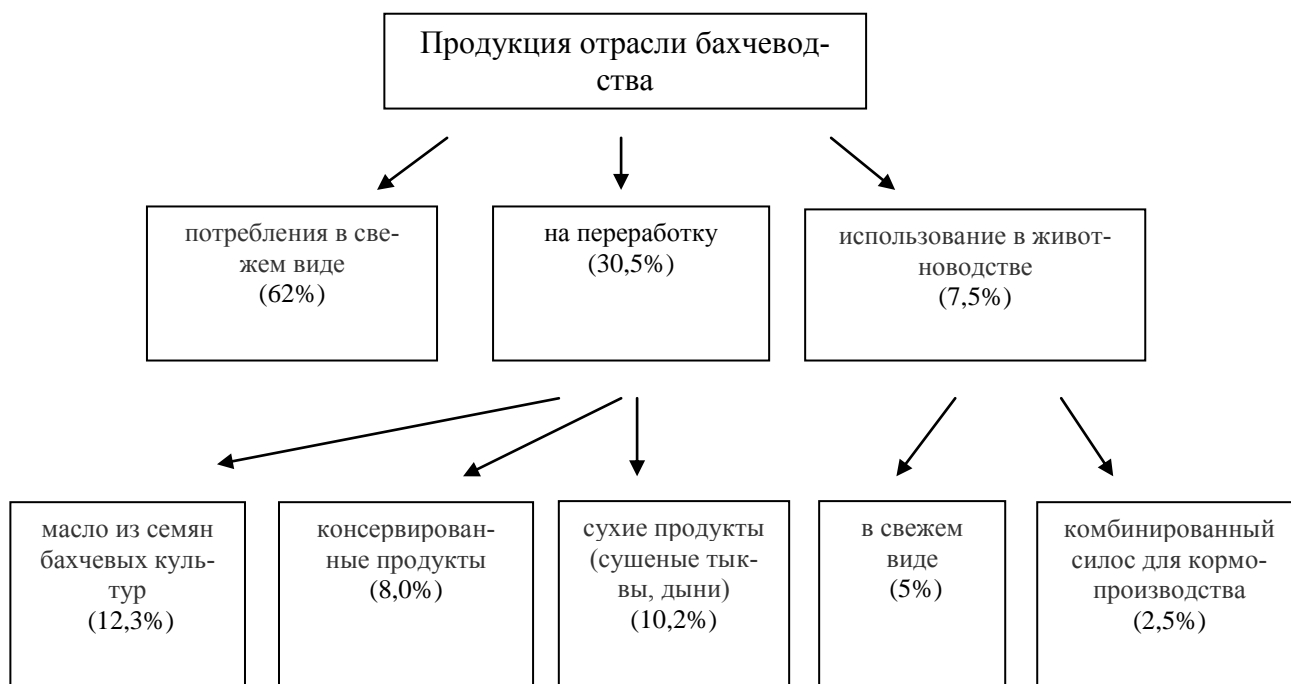 Продукция отрасли бахчевод-
ства
потребления в све-
жем виде
(62%)
на переработку
(30,5%)
использование в живот-
новодстве
(7,5%)
масло из семян
бахчевых куль-
тур
(12,3%)
консервирован-
ные продукты
(8,0%)
сухие продукты
(сушеные тык-
вы, дыни)
(10,2%)
в свежем
виде
(5%)
комбинированный
силос для кормо-
производства
(2,5%)